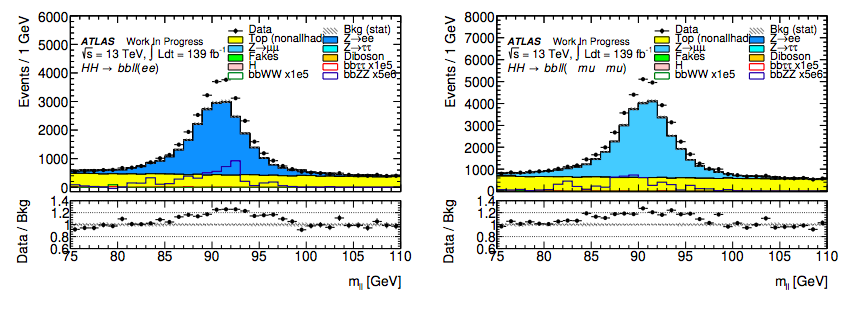 Events / 1 GeV
6000
5000
4000
3000
2000
1000
0
ATLAS Work In Progress
√s = 13 TeV, ∫ Ldt = 139 fb-1
HH → bbll(ee)
Data
Bkg (stat)
Top (nonallhad)
Z→ee
Z→μμ
Z→ττ
Fakes
Diboson
H
bbττ x1e5
bbWW x1e5
bbZZ x5e6
Data / Bkg
1.4
1.2
1
0.8
0.6
75 80 85 90 95 100 105 110
mll [GeV]
Events / 1 GeV
8000
7000
6000
5000
4000
3000
2000
1000
0
ATLAS Work In Progress
√s = 13 TeV, ∫ Ldt = 139 fb-1
HH → bbll( mu mu)
Data
Bkg (stat)
Top (nonallhad)
Z→ee
Z→μμ
Z→ττ
Fakes
Diboson
H
bbττ x1e5
bbWW x1e5
bbZZ x5e6
Data / Bkg
1.4
1.2
1
0.8
0.6
75 80 85 90 95 100 105 110
mll [GeV]